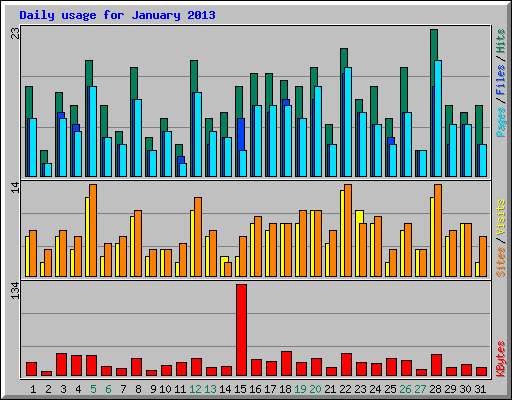 Daily usage for January 2013
23
Pages / Files / Hits
14
Sites / Visits
134
KBytes
1 2 3 4 5 6 7 8 9 10 11 12 13 14 15 16 17 18 19 20 21 22 23 24 25 26 27 28 29 30 31